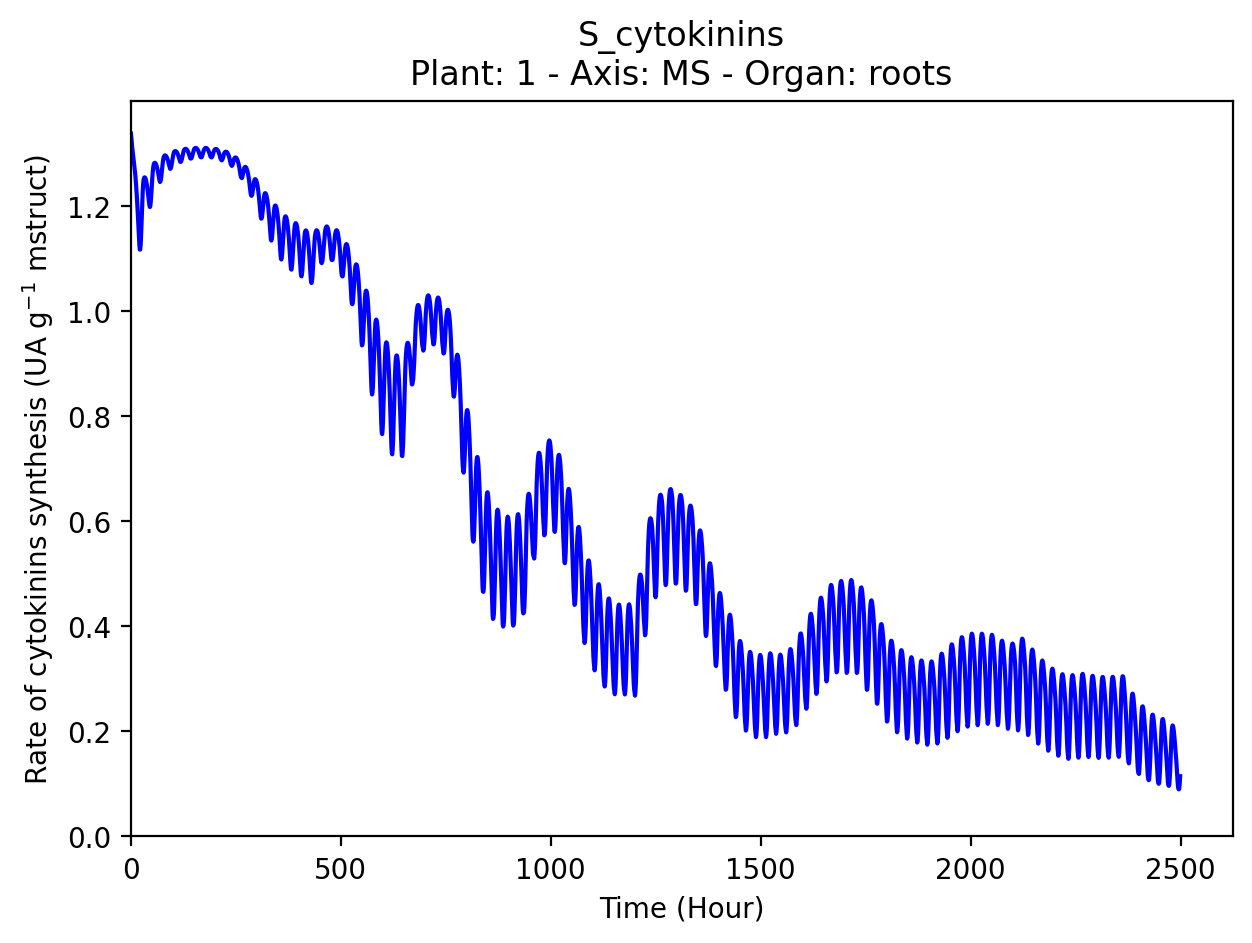 S_cytokinins
Plant: 1 - Axis: MS - Organ: roots
Rate of cytokinins synthesis (UA g⁻¹ mstruct)
1.2
1.0
0.8
0.6
0.4
0.2
0.0
0 500 1000 1500 2000 2500
Time (Hour)